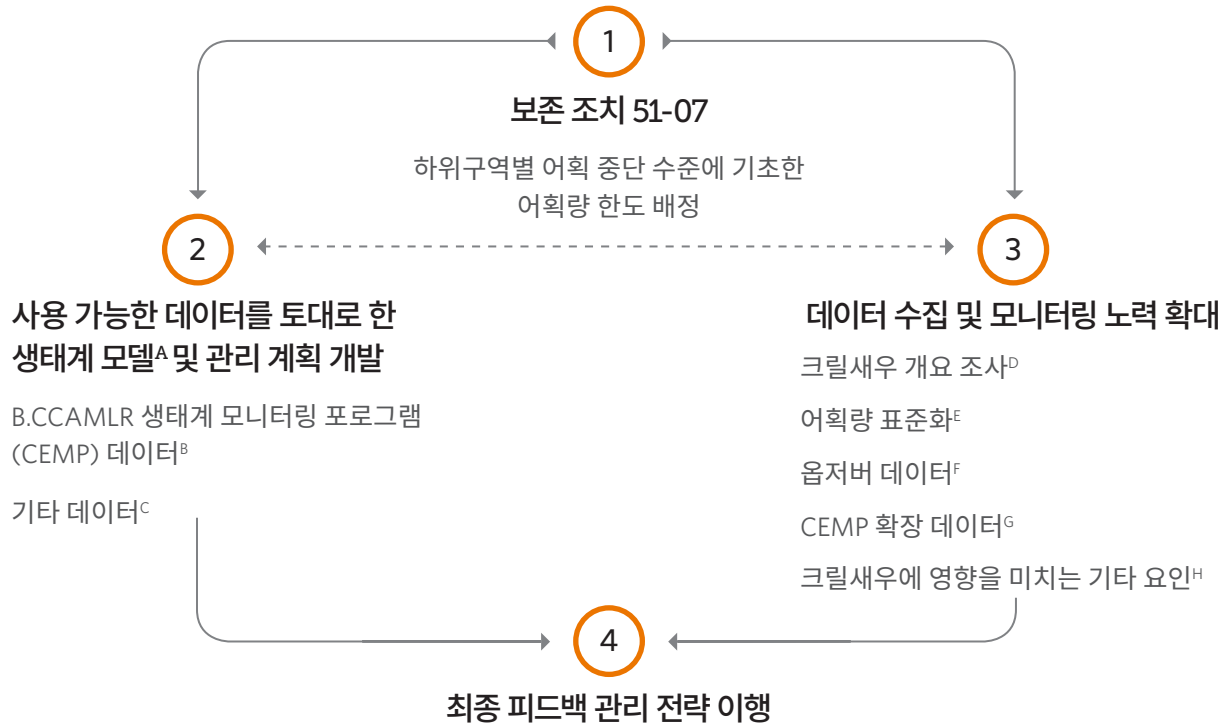 1
보존 조치 51-07
하위구역별 어획 중단 수준에 기초한
어획량 한도 배정
2
사용 가능한 데이터를 토대로 한
생태계 모델ᴬ 및 관리 계획 개발
B.CCAMLR 생태계 모니터링 포로그램
(CEMP) 데이터ᴮ
기타 데이터ᶜ
3
데이터 수집 및 모니터링 노력 확대
크릴새우 개요 조사ᴰ
어획량 표준화ᴱ
옵저버 데이터ᶠ
CEMP 확장 데이터ᴳ
크릴새우에 영향을 미치는 기타 요인ᴴ
4
최종 피드백 관리 전략 이행